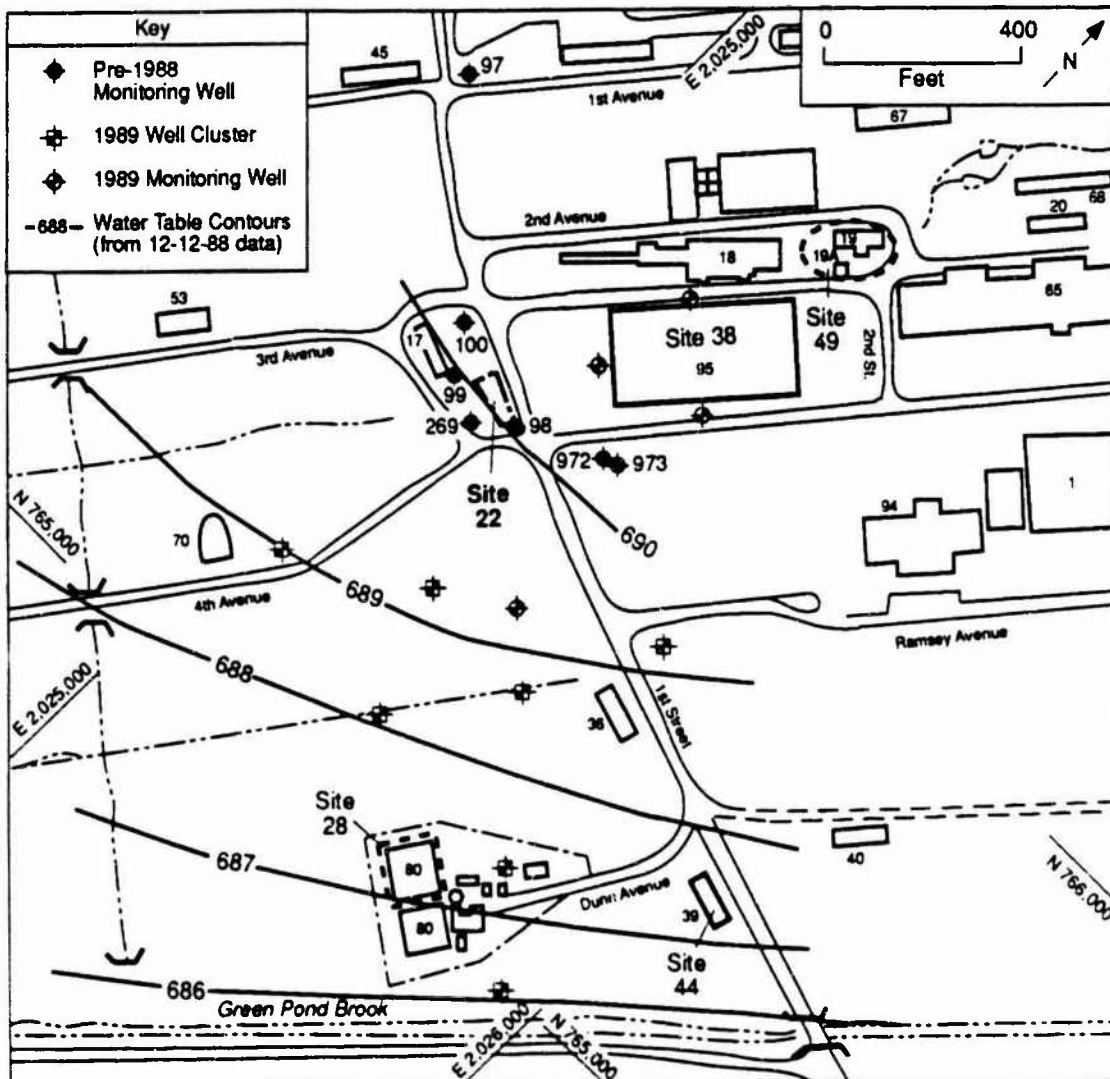 Key
Pre-1988
Monitoring Well
1989 Well Cluster
1989 Monitoring Well
-688- Water Table Contours
(from 12-12-88 data)
0 400
Feet
N
45
97
E 2,025,000
1st Avenue
67
68
20
2nd Avenue
18
19
19A
65
Site
49
2nd St.
53
3rd Avenue
17
100
99
269
98
Site 38
95
972
973
Site
22
690
1
94
N 765,000
70
4th Avenue
689
Ramsey Avenue
688
E 2,025,000
36
1st Street
Site
28
687
80
80
Dunn Avenue
40
N 766,000
39
Site
44
686
Green Pond Brook
E 2,026,000
N 765,000